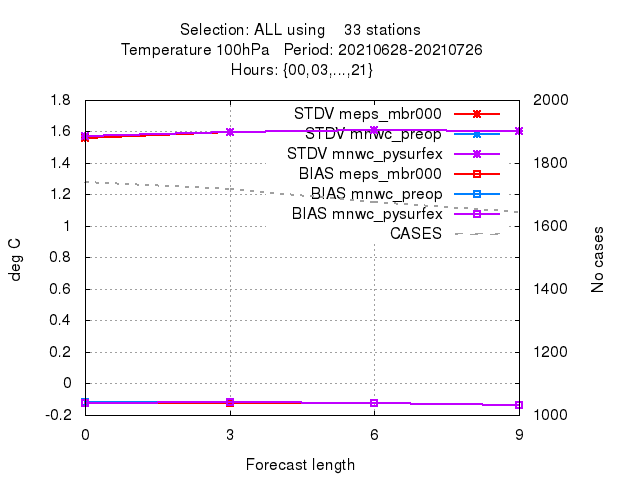 Selection: ALL using 33 stations
Temperature 100hPa Period: 20210628-20210726
Hours: {00,03,...,21}
1.8
1.6
1.4
1.2
1
0.8
0.6
0.4
0.2
0
-0.2
deg C
STDV meps_mbr000
STDV mnwc_preop
STDV mnwc_pysurfex
BIAS meps_mbr000
BIAS mnwc_preop
BIAS mnwc_pysurfex
CASES
2000
1800
1600
1400
1200
1000
No cases
0 3 6 9
Forecast length